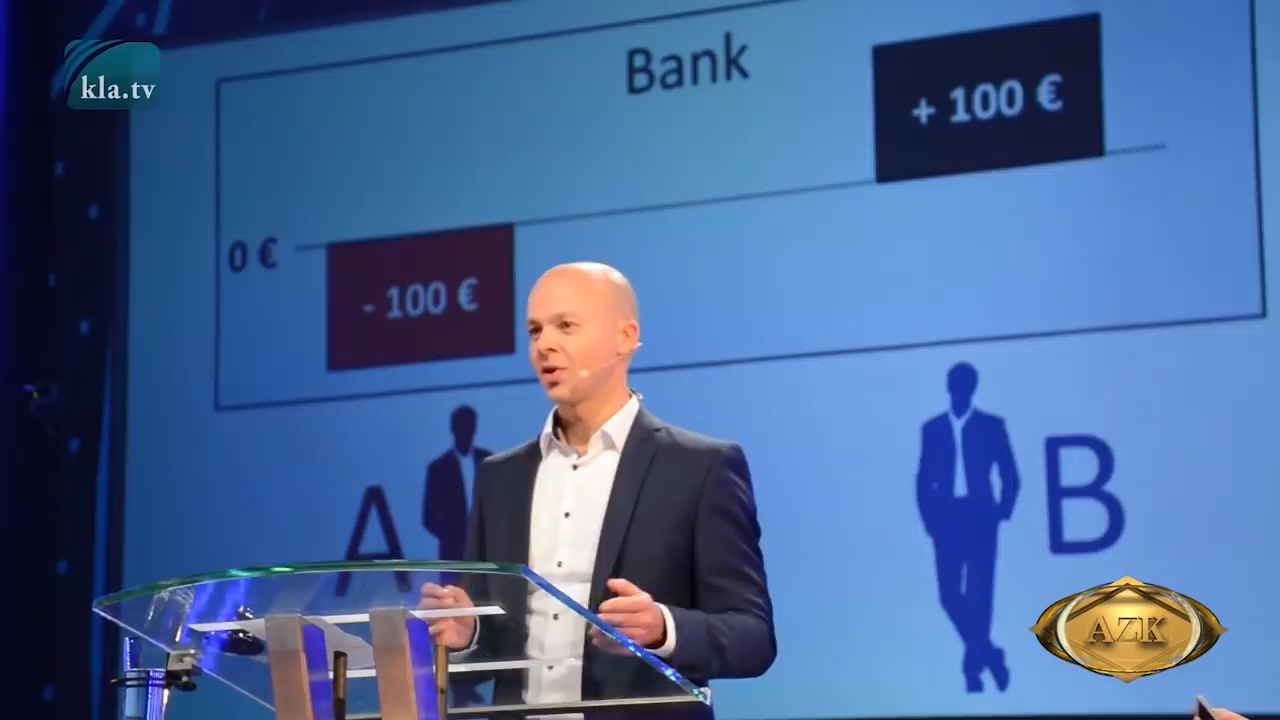 kla.tv
Bank
+ 100 €
0 €
- 100 €
A
B
AZK